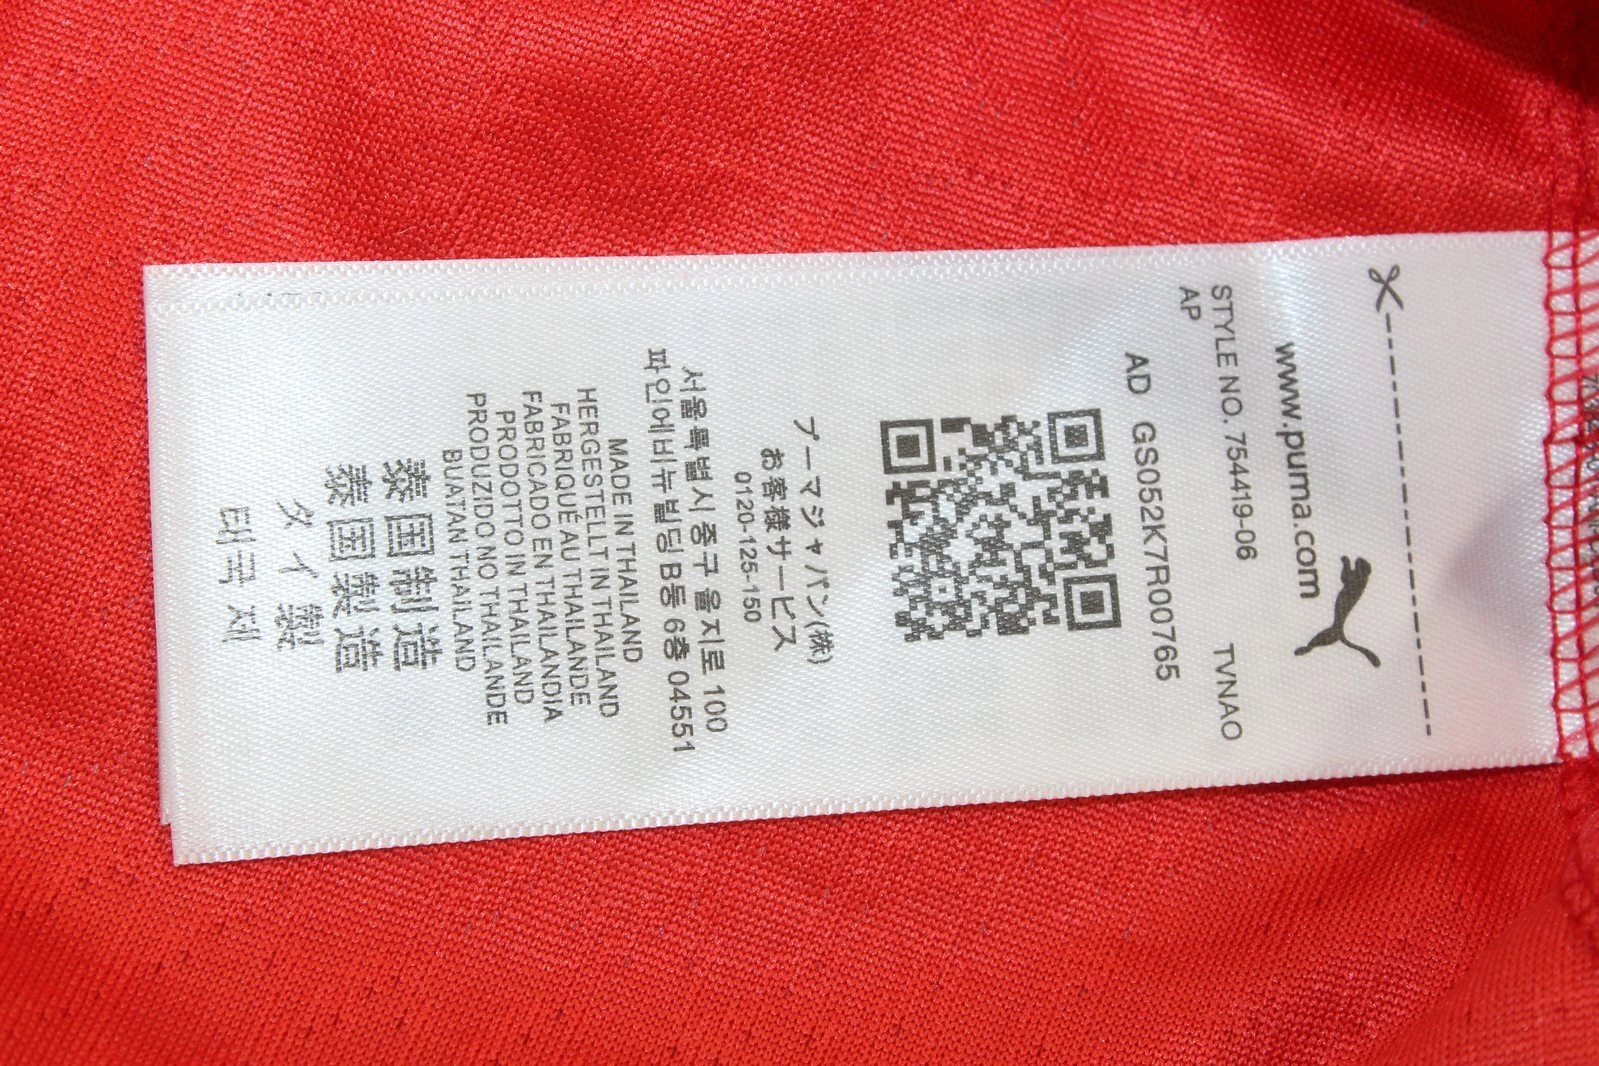 www.puma.com
STYLE NO. 754419-06 TVNAO
AP
AD GS052K7R00765
プーマジャパン(株)
お客様サービス
0120-125-150
서울특별시 중구 을지로 100
파인에비뉴빌딩 B동 6층 04551
MADE IN THAILAND
HERGESTELLT IN THAILAND
FABRIQUÉ AU THAILANDE
FABRICADO EN THAILANDIA
PRODOTTO IN THAILAND
PRODUZIDO NO THAILANDE
BUATAN THAILAND
泰国制造
泰国製造
タイ製
태국제